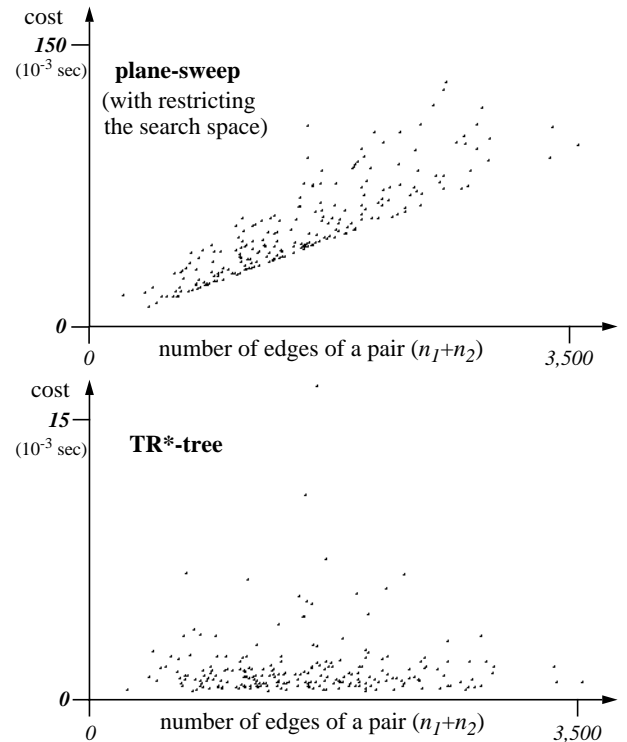 cost
150
(10⁻³ sec)
plane-sweep
(with restricting
the search space)
0
0
number of edges of a pair (n₁+n₂)
3,500
cost
15
(10⁻³ sec)
TR*-tree
0
0
number of edges of a pair (n₁+n₂)
3,500